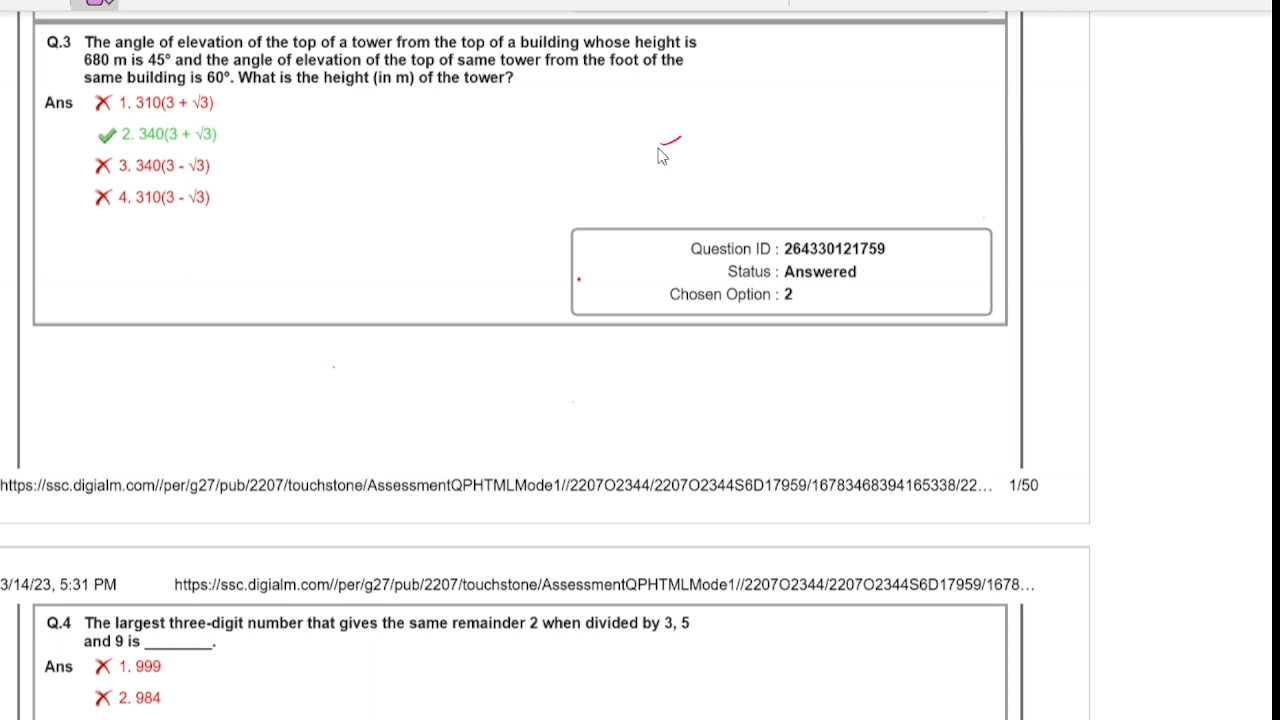 Q.3 The angle of elevation of the top of a tower from the top of a building whose height is
680 m is 45° and the angle of elevation of the top of same tower from the foot of the
same building is 60°. What is the height (in m) of the tower?
Ans 1. 310(3 + √3)
2. 340(3 + √3)
3. 340(3 - √3)
4. 310(3 - √3)
Question ID : 264330121759
Status : Answered
Chosen Option : 2
https://ssc.digialm.com//per/g27/pub/2207/touchstone/AssessmentQPHTMLMode1//2207O2344/2207O2344S6D17959/16783468394165338/22... 1/50
3/14/23, 5:31 PM https://ssc.digialm.com//per/g27/pub/2207/touchstone/AssessmentQPHTMLMode1//2207O2344/2207O2344S6D17959/1678...
Q.4 The largest three-digit number that gives the same remainder 2 when divided by 3, 5
and 9 is ________.
Ans 1. 999
2. 984